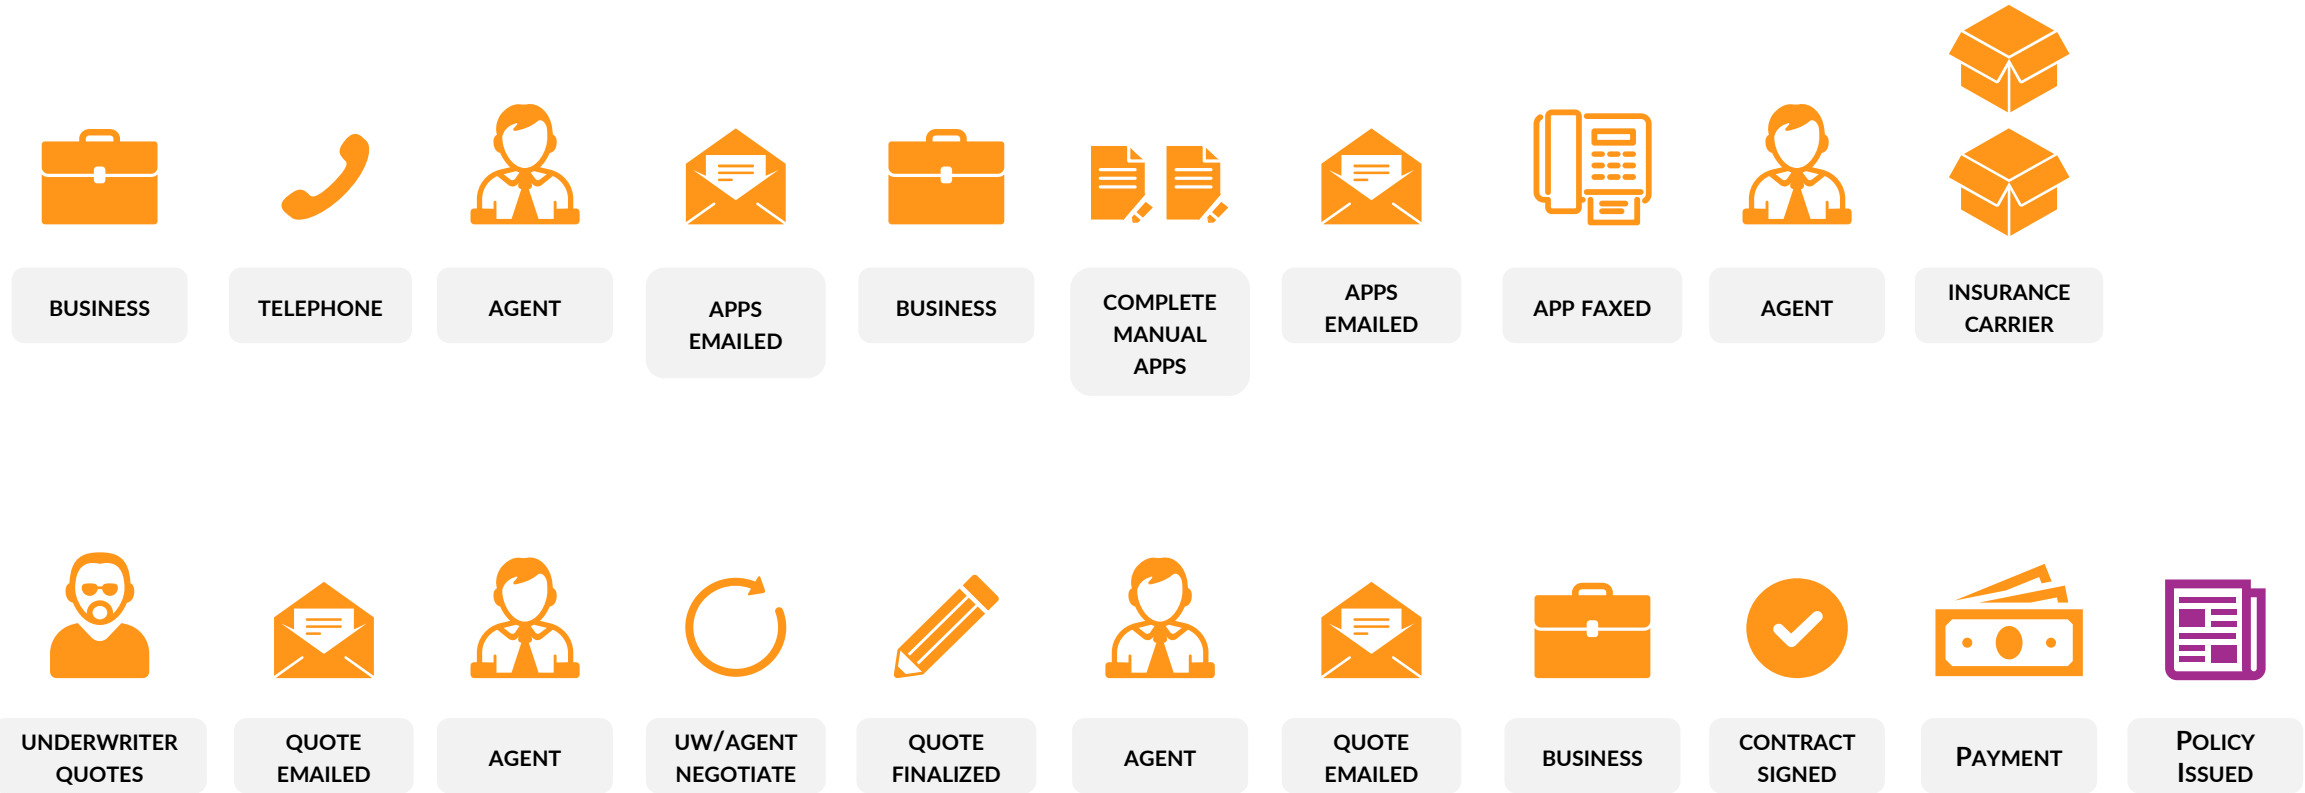 BUSINESS
TELEPHONE
AGENT
APPS
EMAILED
BUSINESS
COMPLETE
MANUAL
APPS
APPS
EMAILED
APP FAXED
AGENT
INSURANCE
CARRIER
UNDERWRITER
QUOTES
QUOTE
EMAILED
AGENT
UW/AGENT
NEGOTIATE
QUOTE
FINALIZED
AGENT
QUOTE
EMAILED
BUSINESS
CONTRACT
SIGNED
PAYMENT
POLICY
ISSUED